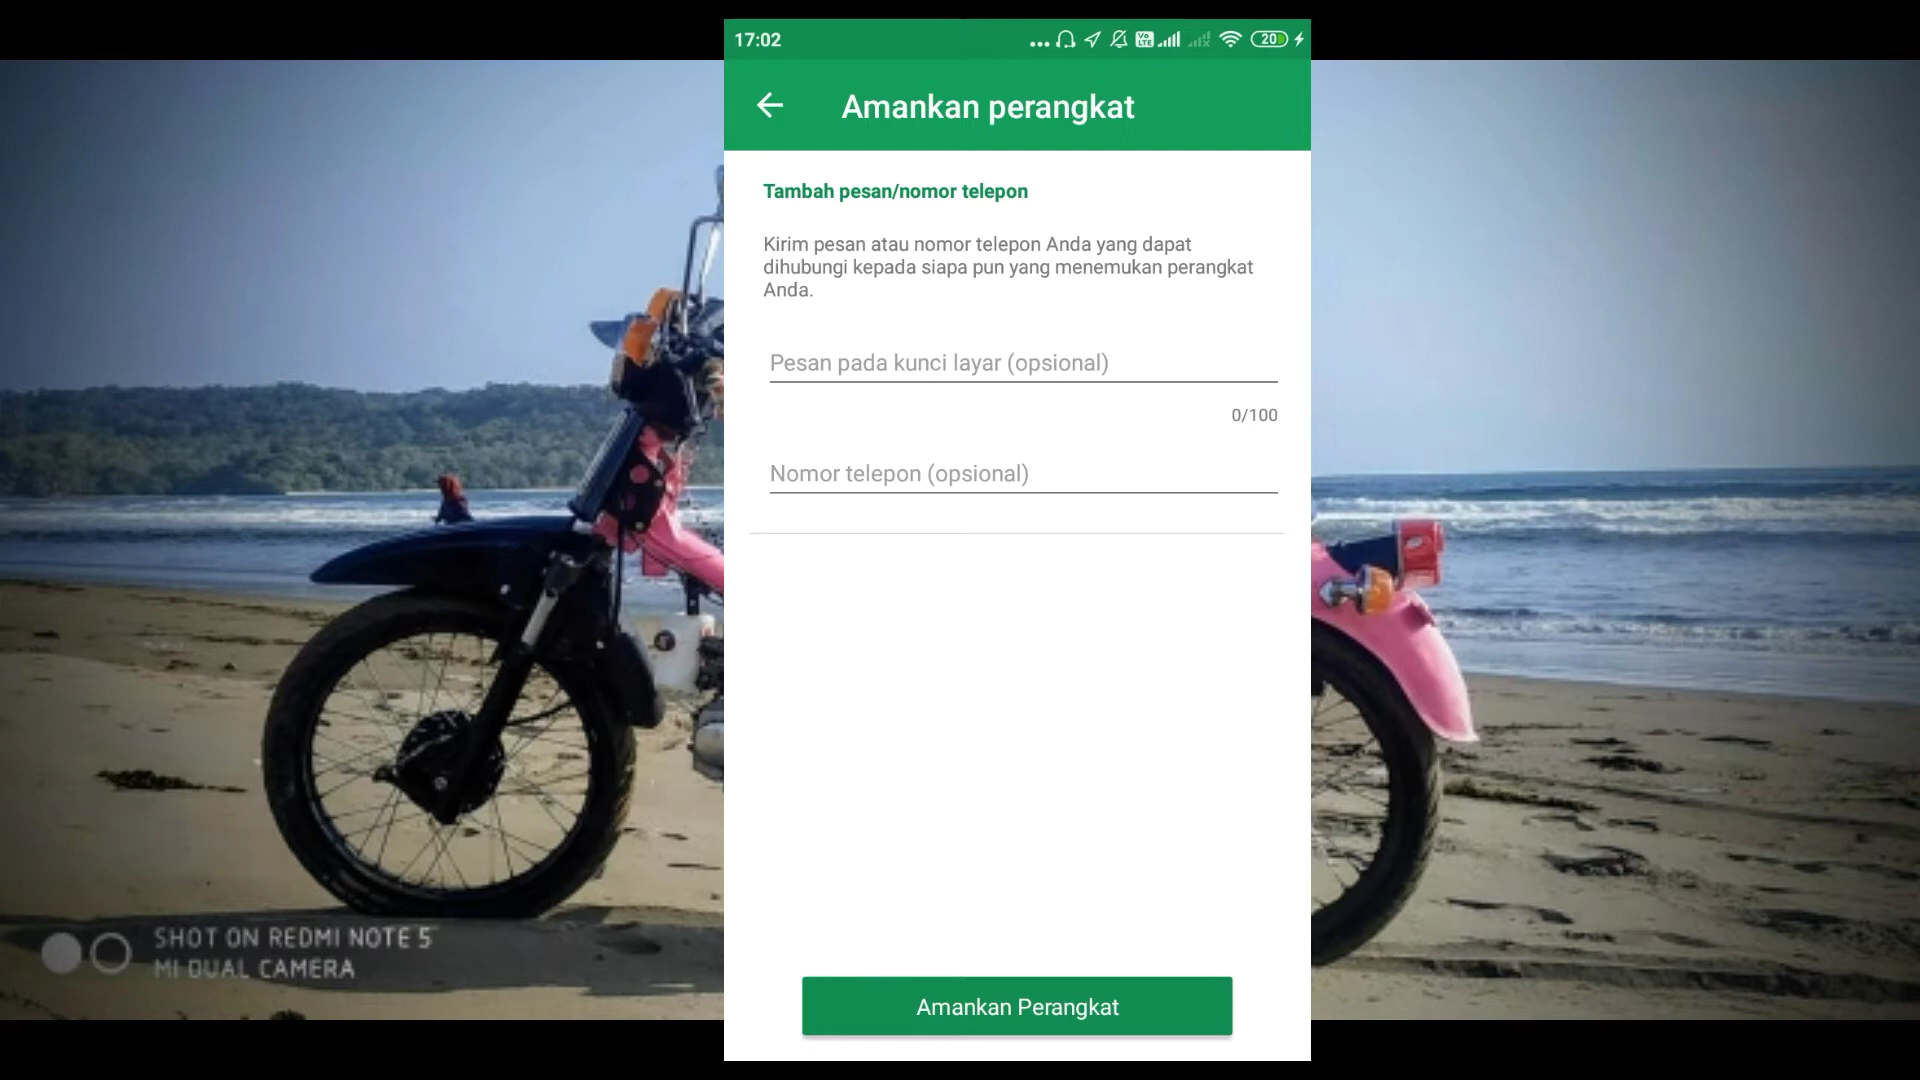 17:02
20
Amankan perangkat
Tambah pesan/nomor telepon
Kirim pesan atau nomor telepon Anda yang dapat
dihubungi kepada siapa pun yang menemukan perangkat
Anda.
Pesan pada kunci layar (opsional)
0/100
Nomor telepon (opsional)
Amankan Perangkat
SHOT ON REDMI NOTE 5
MI DUAL CAMERA